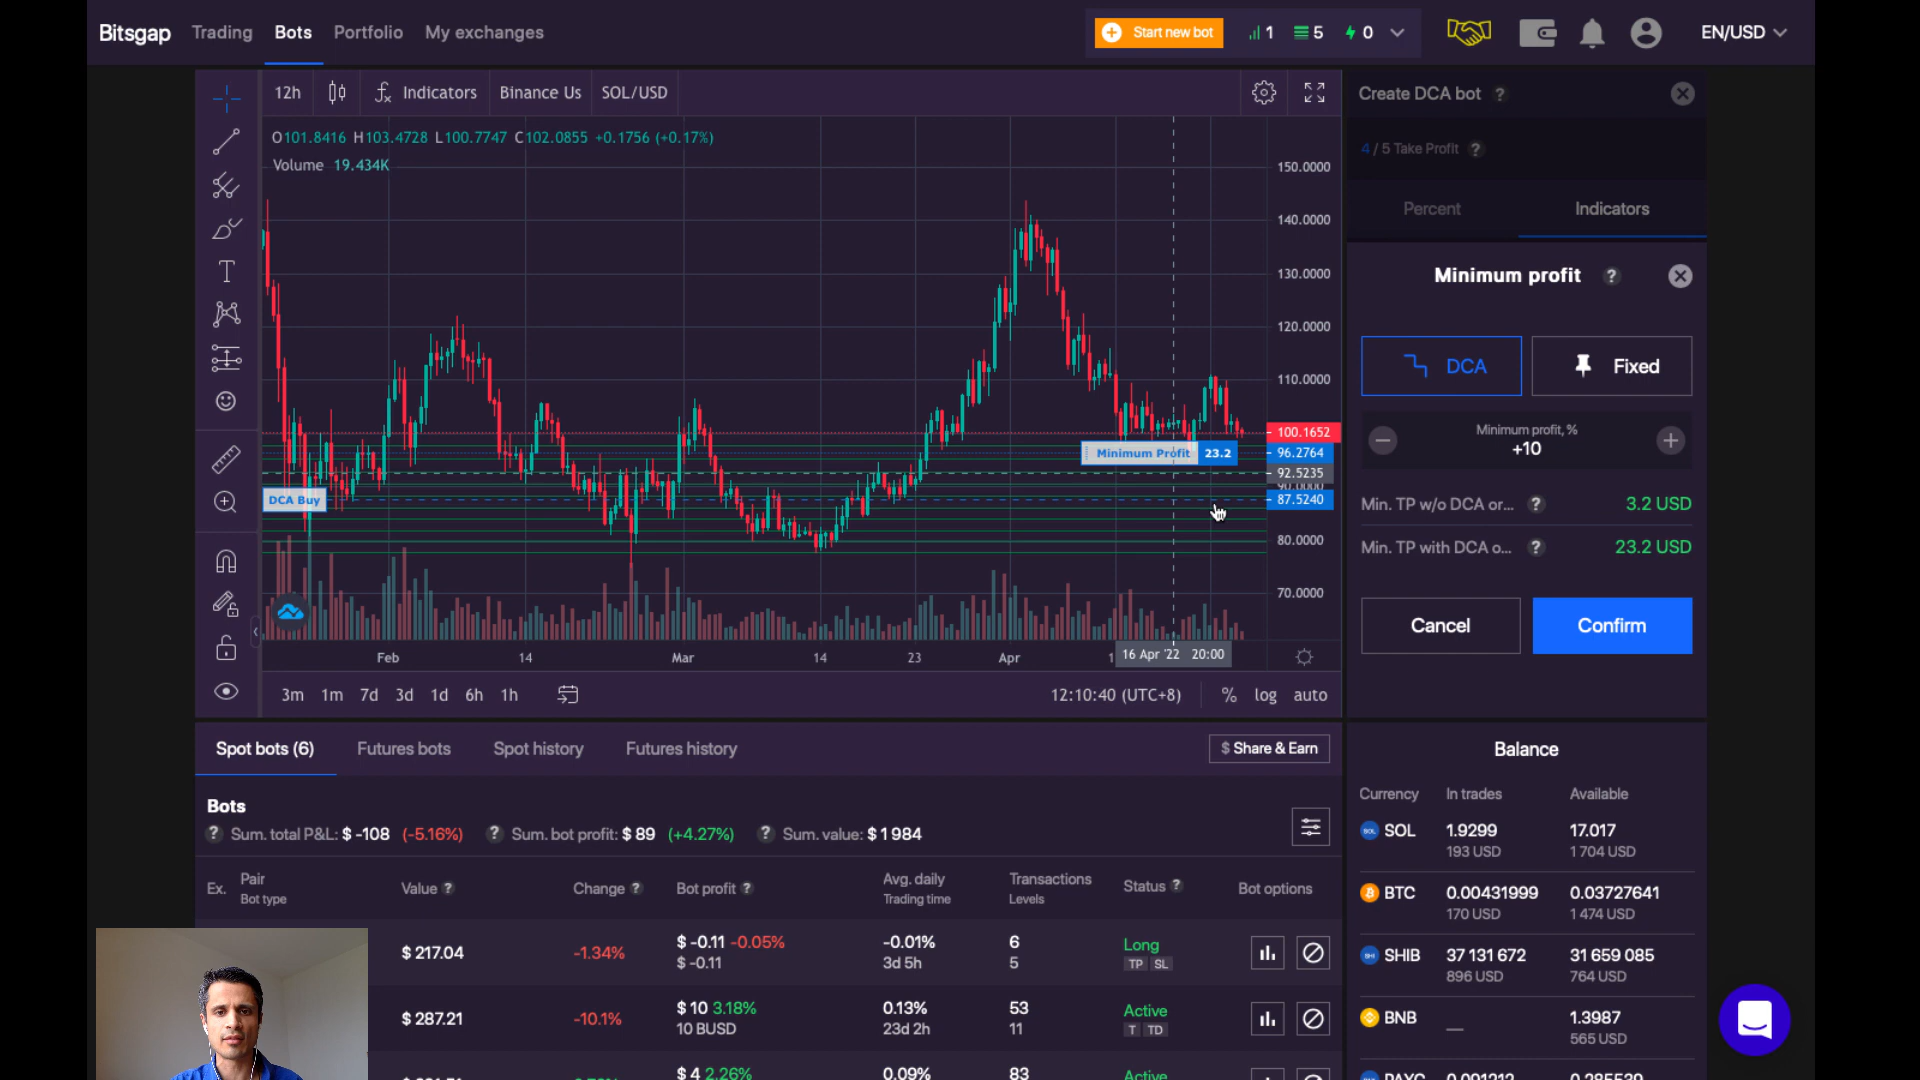 Bitsgap Trading Bots Portfolio My exchanges Start new bot 1 5 0 EN/USD
12h Indicators Binance Us SOL/USD
O101.8416 H103.4728 L100.7747 C102.0855 +0.1756 (+0.17%)
Volume 19.434K
150.0000
140.0000
130.0000
120.0000
110.0000
100.1652
96.2764
92.5235
90.0000
87.5240
80.0000
70.0000
Minimum Profit 23.2
DCA Buy
Feb 14 Mar 14 23 Apr 1 16 Apr '22 20:00
3m 1m 7d 3d 1d 6h 1h 12:10:40 (UTC+8) % log auto
Create DCA bot ?
4 / 5 Take Profit ?
Percent Indicators
Minimum profit ?
DCA Fixed
Minimum profit, %
+10
Min. TP w/o DCA or... ? 3.2 USD
Min. TP with DCA o... ? 23.2 USD
Cancel Confirm
Spot bots (6) Futures bots Spot history Futures history $ Share & Earn
Bots
? Sum. total P&L: $ -108 (-5.16%) ? Sum. bot profit: $ 89 (+4.27%) ? Sum. value: $ 1 984
Ex. Pair Value ? Change ? Bot profit ? Avg. daily Transactions Status ? Bot options
Bot type Trading time Levels
$ 217.04 -1.34% $ -0.11 -0.05% -0.01% 6 Long
$ -0.11 3d 5h 5 TP SL
$ 287.21 -10.1% $ 10 3.18% 0.13% 53 Active
10 BUSD 23d 2h 11 T TD
$ 4 2.26% 0.09% 83 Active
Balance
Currency In trades Available
SOL 1.9299 17.017
193 USD 1 704 USD
BTC 0.00431999 0.03727641
170 USD 1 474 USD
SHIB 37 131 672 31 659 085
896 USD 764 USD
BNB — 1.3987
565 USD
PAXG 0.091212 0.285539